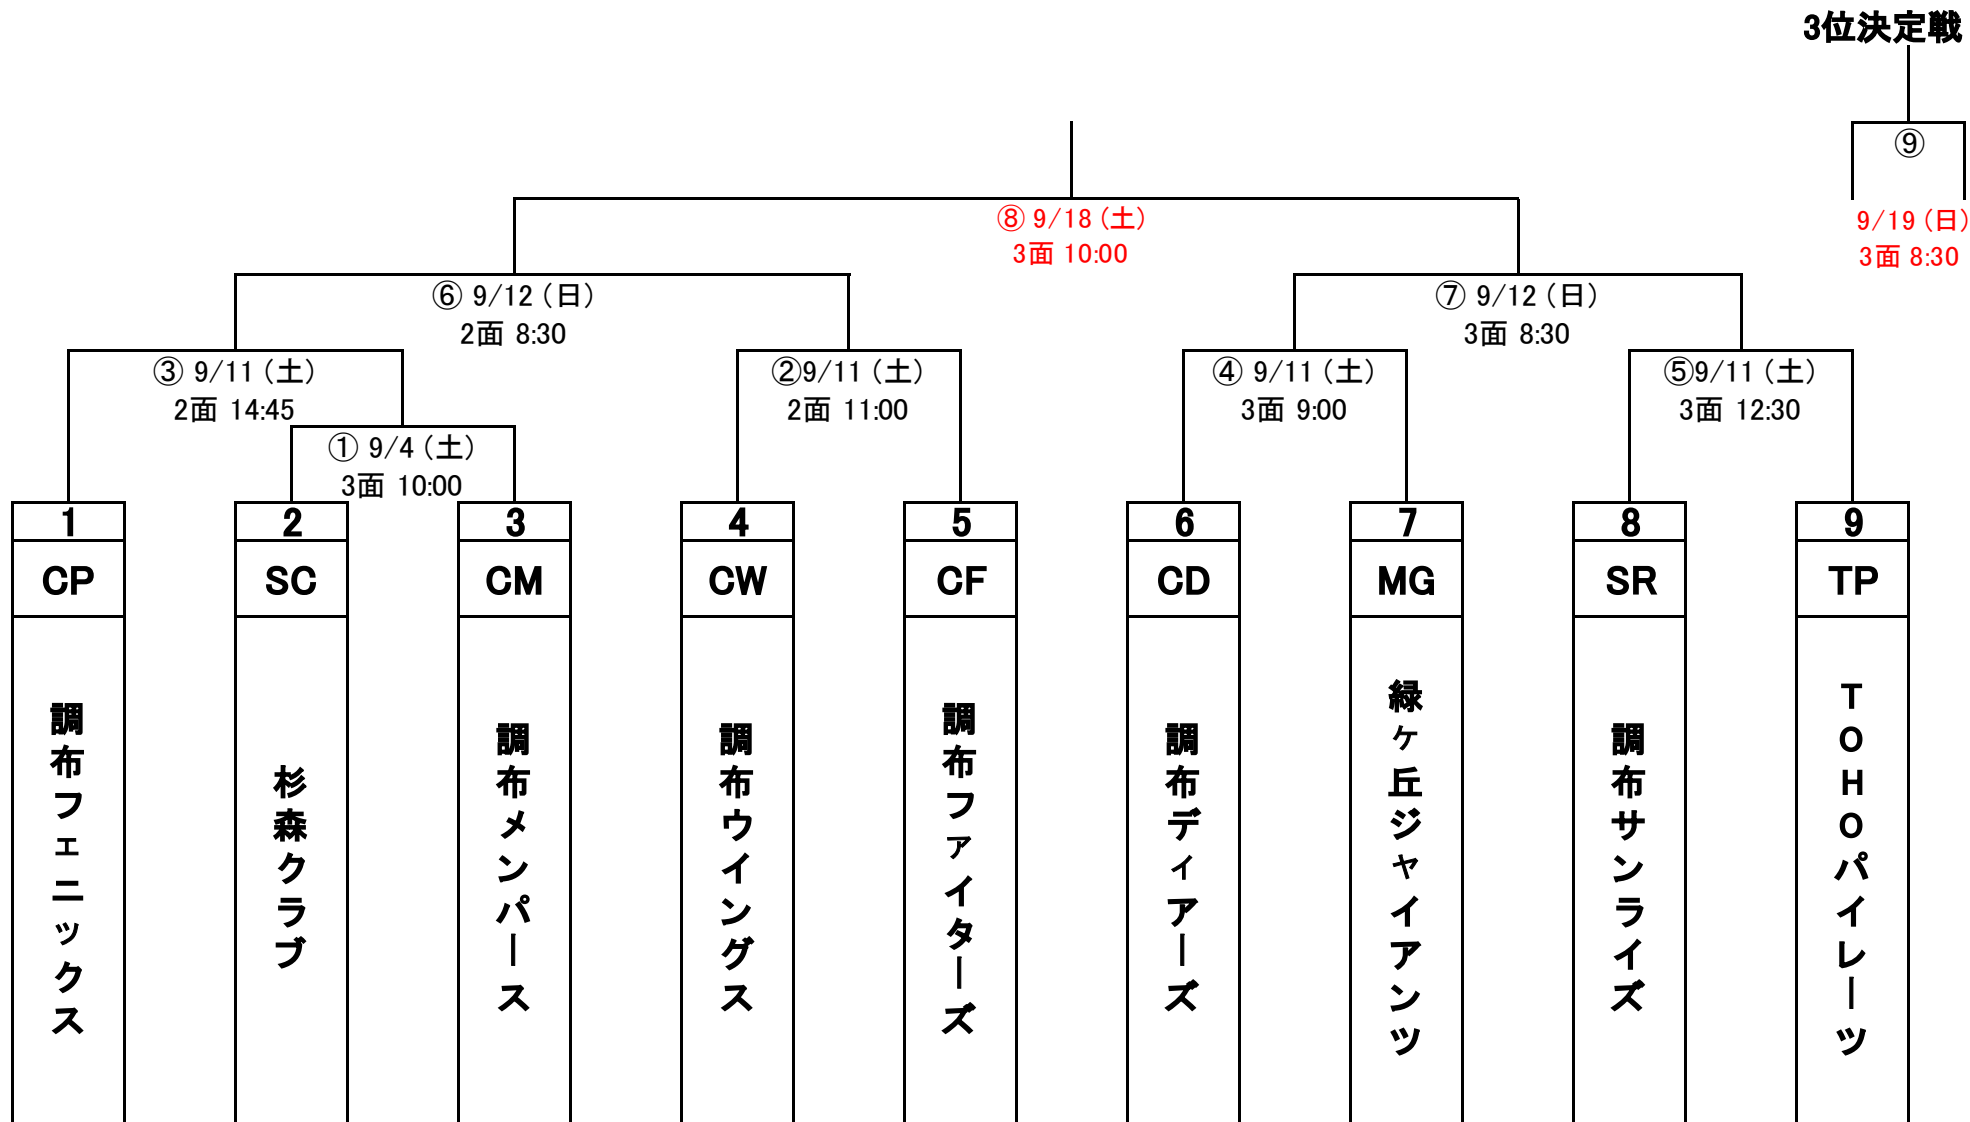 3位決定戦
⑨
⑧ 9/18 (土)
3面 10:00
9/19 (日)
3面 8:30
⑥ 9/12 (日)
2面 8:30
⑦ 9/12 (日)
3面 8:30
③ 9/11 (土)
2面 14:45
②9/11 (土)
2面 11:00
④ 9/11 (土)
3面 9:00
⑤9/11 (土)
3面 12:30
① 9/4 (土)
3面 10:00
1
2
3
4
5
6
7
8
9
CP
SC
CM
CW
CF
CD
MG
SR
TP
調布フェニックス
杉森クラブ
調布メンパース
調布ウイングス
調布ファイターズ
調布ディアーズ
緑ヶ丘ジャイアンツ
調布サンライズ
TOHOパイレーツ